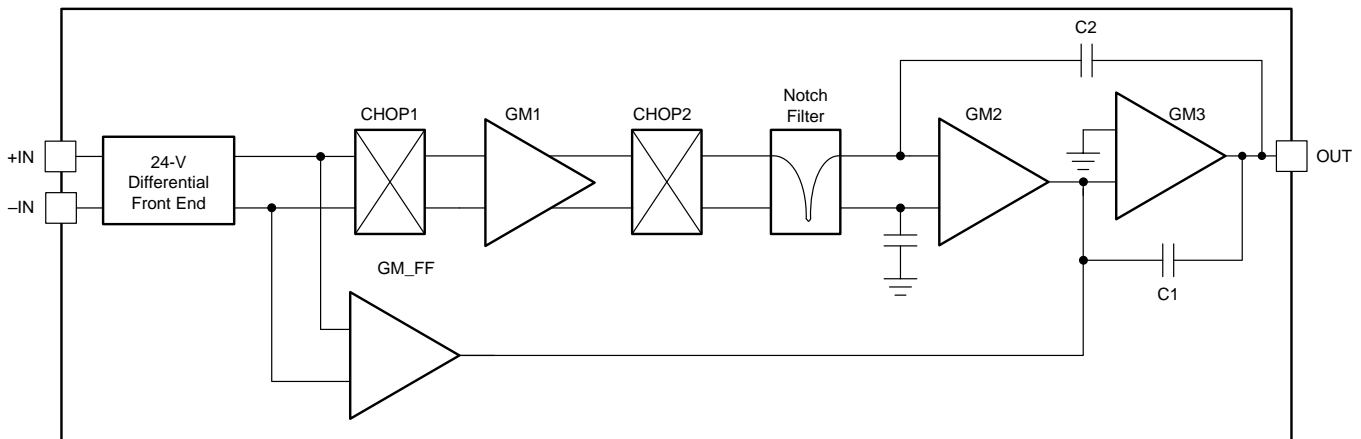 C2
CHOP1
GM1
CHOP2
Notch
Filter
GM2
GM3
+IN
–IN
24-V
Differential
Front End
OUT
GM_FF
C1